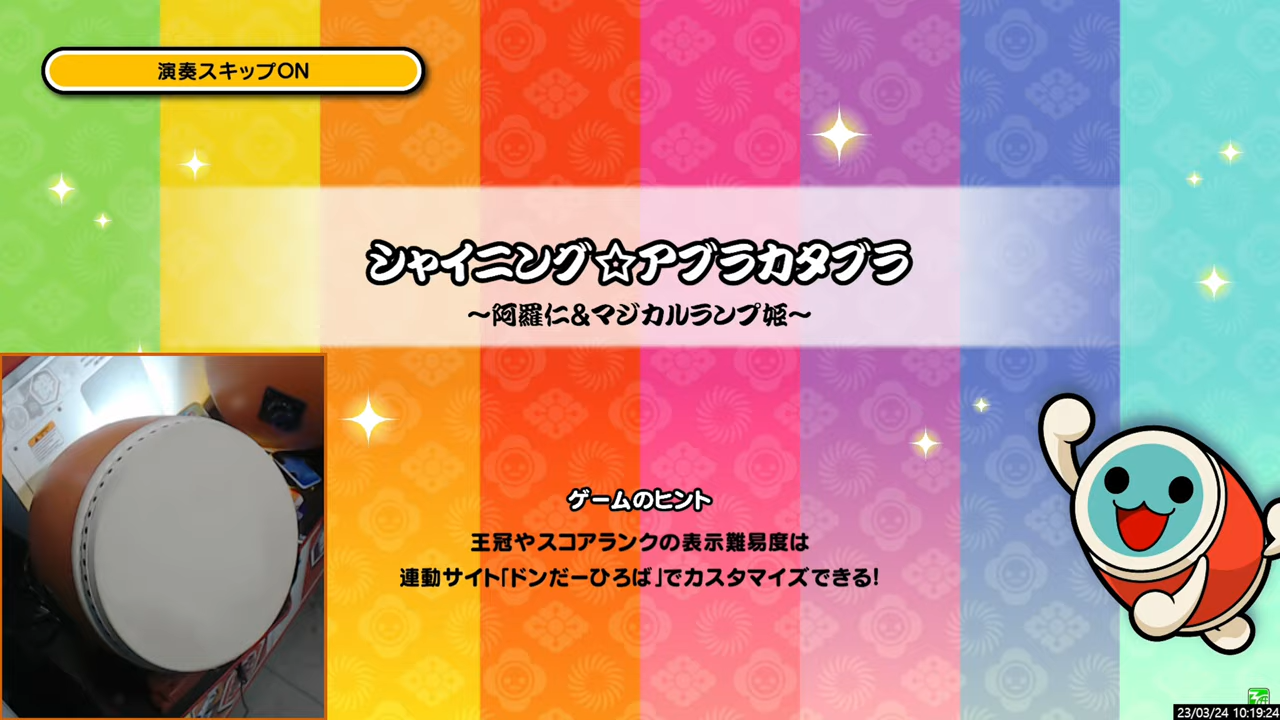 演奏スキップON
シャイニング☆アブラカタブラ
～阿羅仁&マジカルランプ姫～
ゲームのヒント
王冠やスコアランクの表示難易度は
連動サイト「ドンだーひろば」でカスタマイズできる!
23/03/24 10:19:24